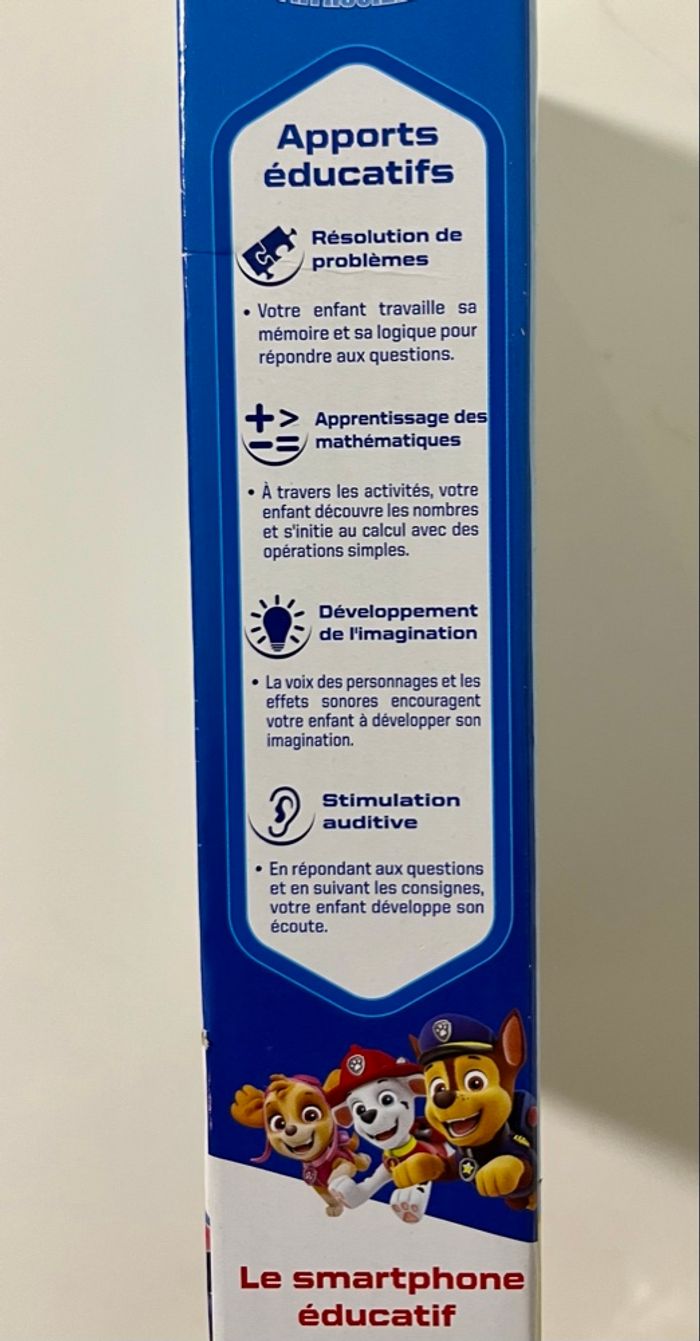 Apports
éducatifs
Résolution de
problèmes
• Votre enfant travaille sa
mémoire et sa logique pour
répondre aux questions.
+ >
- =
Apprentissage des
mathématiques
• À travers les activités, votre
enfant découvre les nombres
et s'initie au calcul avec des
opérations simples.
Développement
de l'imagination
• La voix des personnages et les
effets sonores encouragent
votre enfant à développer son
imagination.
Stimulation
auditive
• En répondant aux questions
et en suivant les consignes,
votre enfant développe son
écoute.
Le smartphone
éducatif